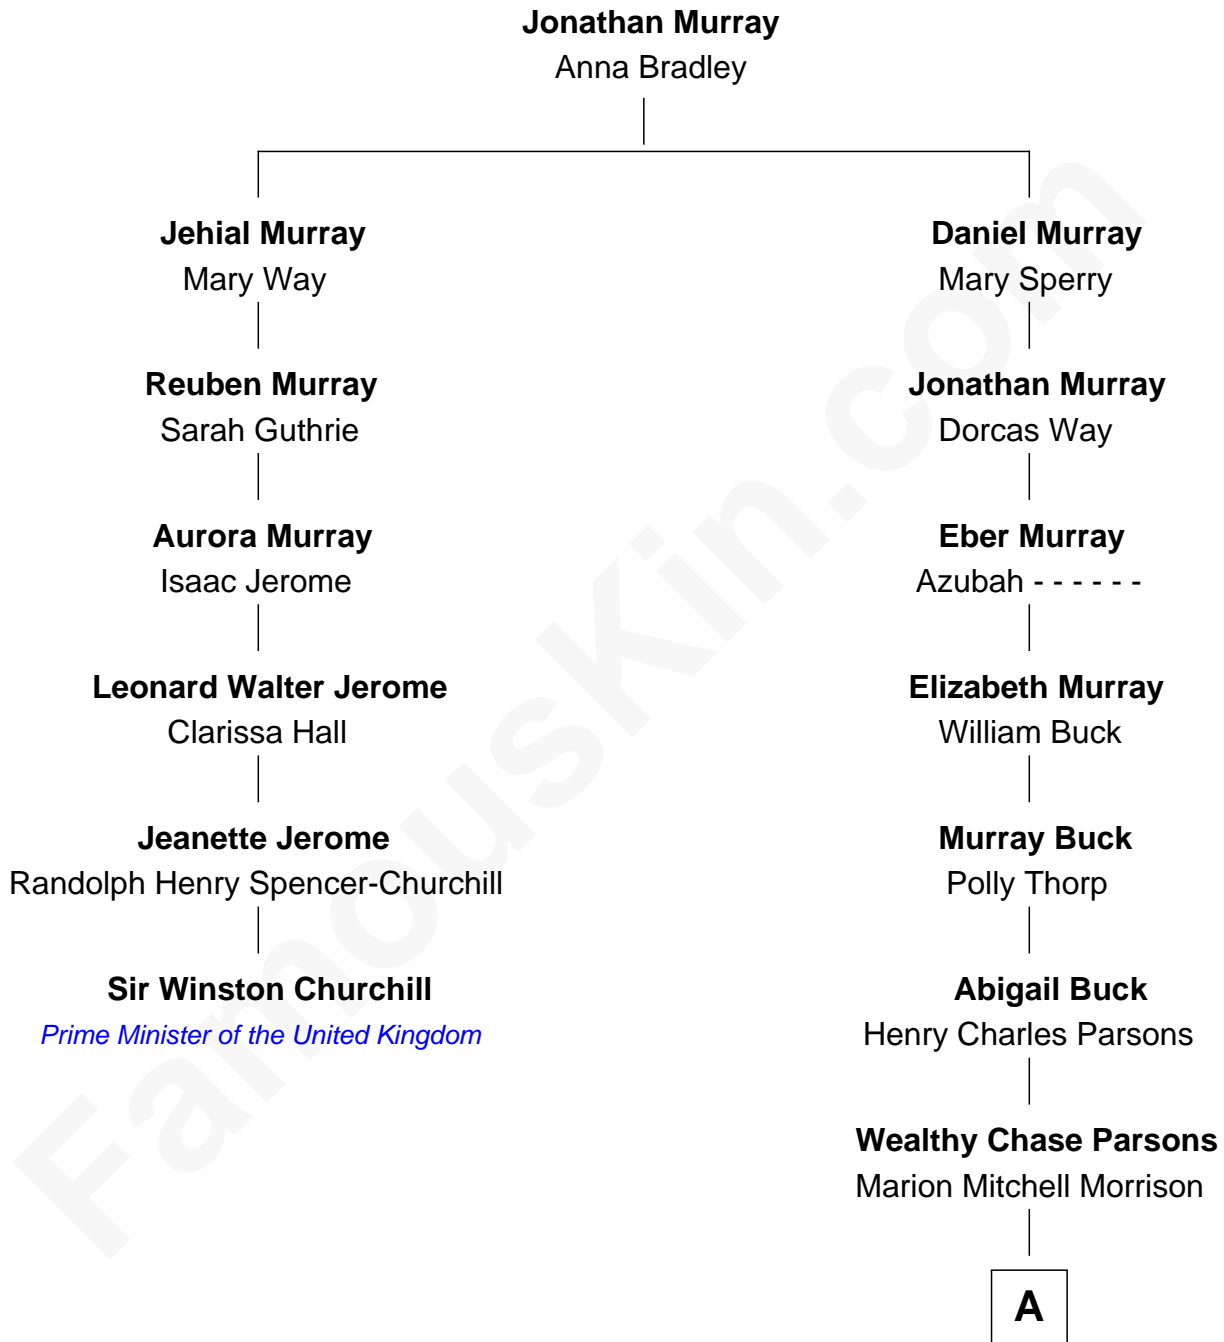 Jonathan Murray
Anna Bradley
Jehial Murray
Mary Way
Daniel Murray
Mary Sperry
Reuben Murray
Sarah Guthrie
Jonathan Murray
Dorcas Way
Aurora Murray
Isaac Jerome
Eber Murray
Azubah - - - - - -
Leonard Walter Jerome
Clarissa Hall
Elizabeth Murray
William Buck
Jeanette Jerome
Randolph Henry Spencer-Churchill
Murray Buck
Polly Thorp
Sir Winston Churchill
Prime Minister of the United Kingdom
Abigail Buck
Henry Charles Parsons
Wealthy Chase Parsons
Marion Mitchell Morrison
A
FamousKin.com